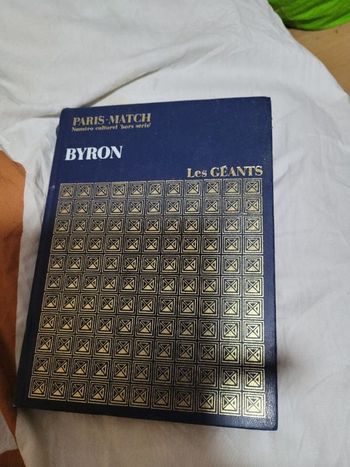 PARIS-MATCH
Numéro culturel 'hors série'
BYRON
Les GÉANTS